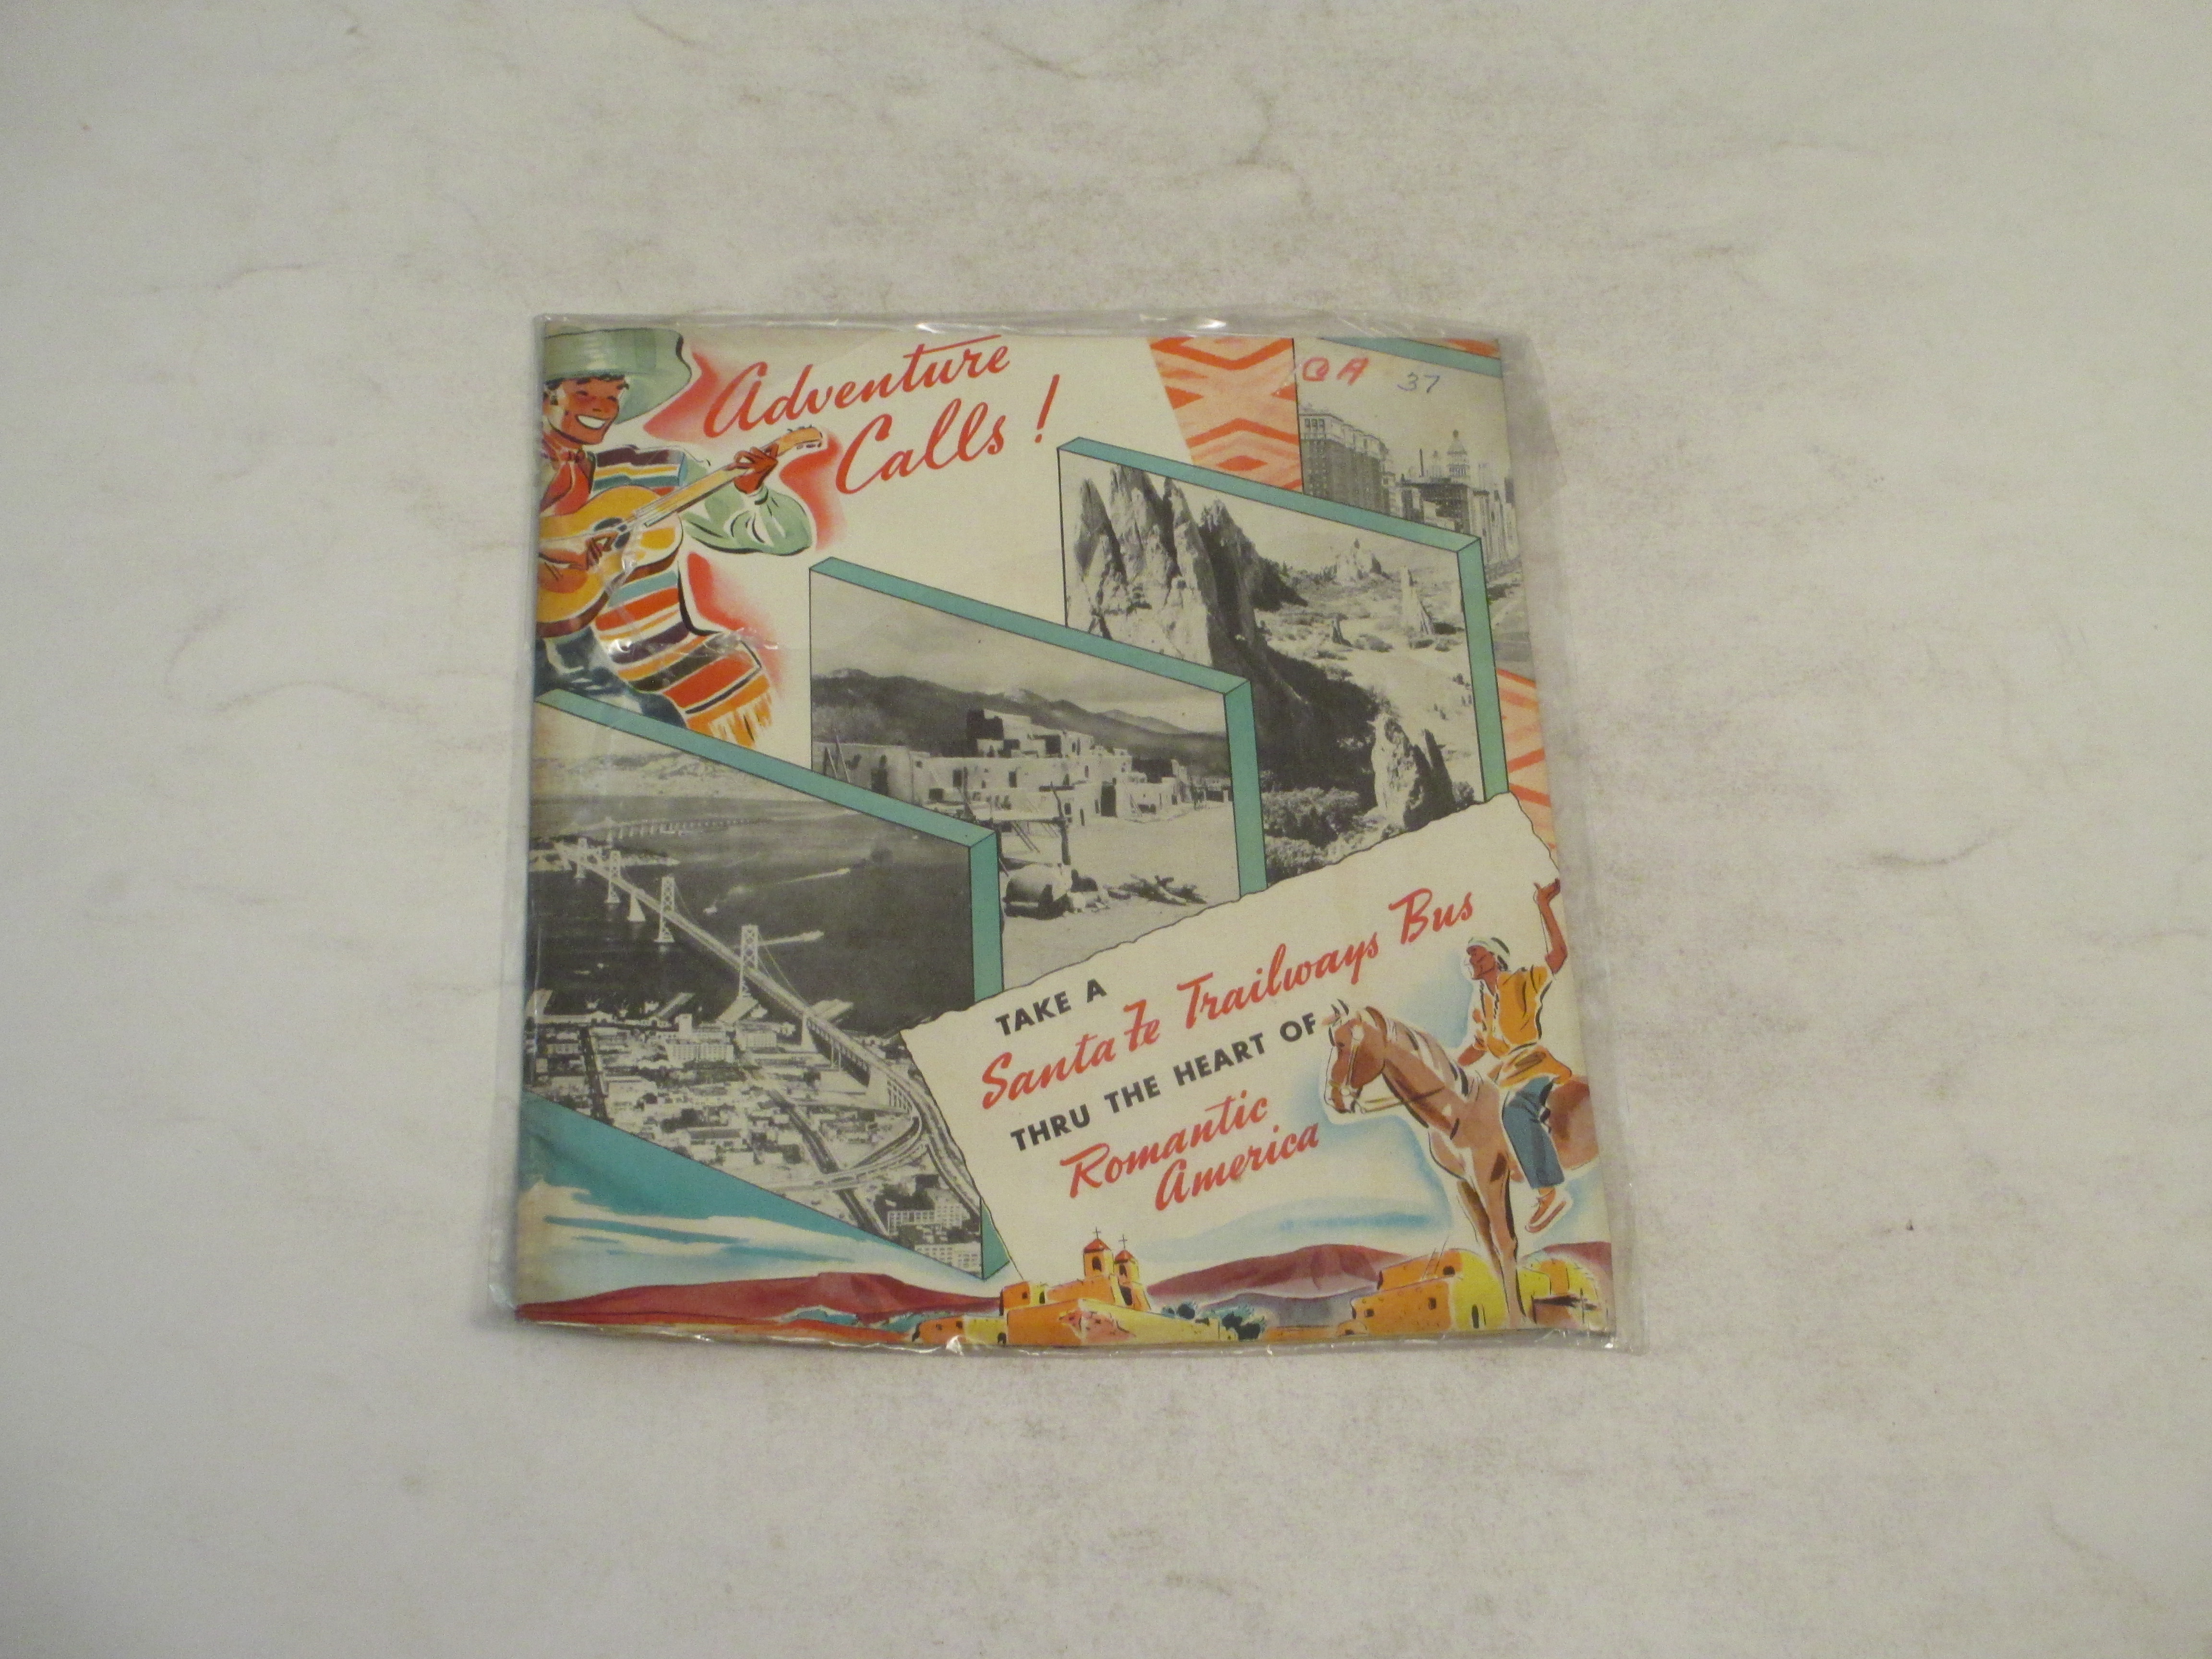 Adventure
Calls!
QA 37
TAKE A
Santa Fe Trailways Bus
THRU THE HEART OF
Romantic
America